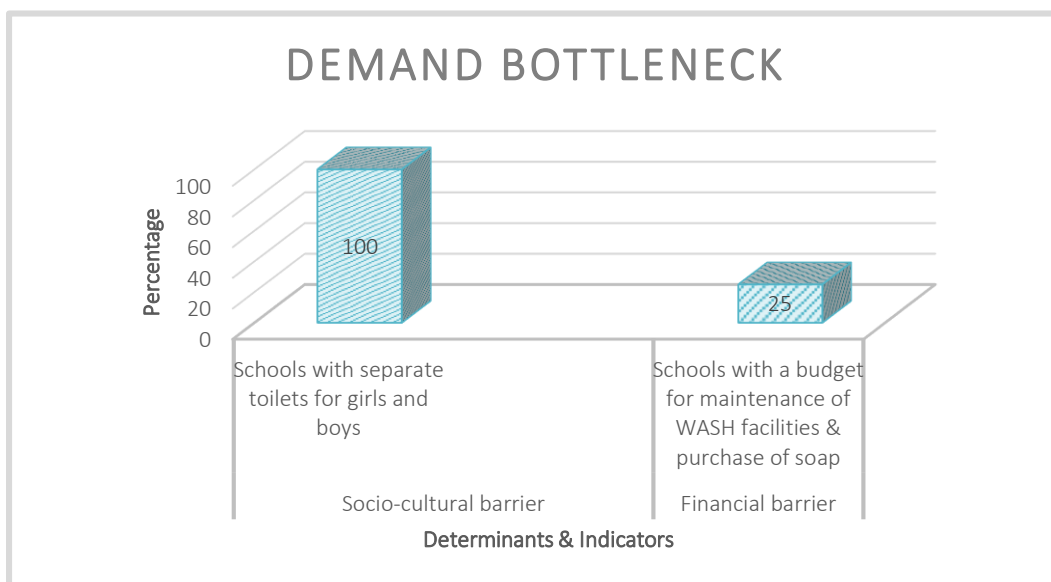 DEMAND BOTTLENECK
Percentage
100
80
60
40
20
0
100
25
Schools with separate
toilets for girls and
boys
Schools with a budget
for maintenance of
WASH facilities &
purchase of soap
Socio-cultural barrier
Financial barrier
Determinants & Indicators